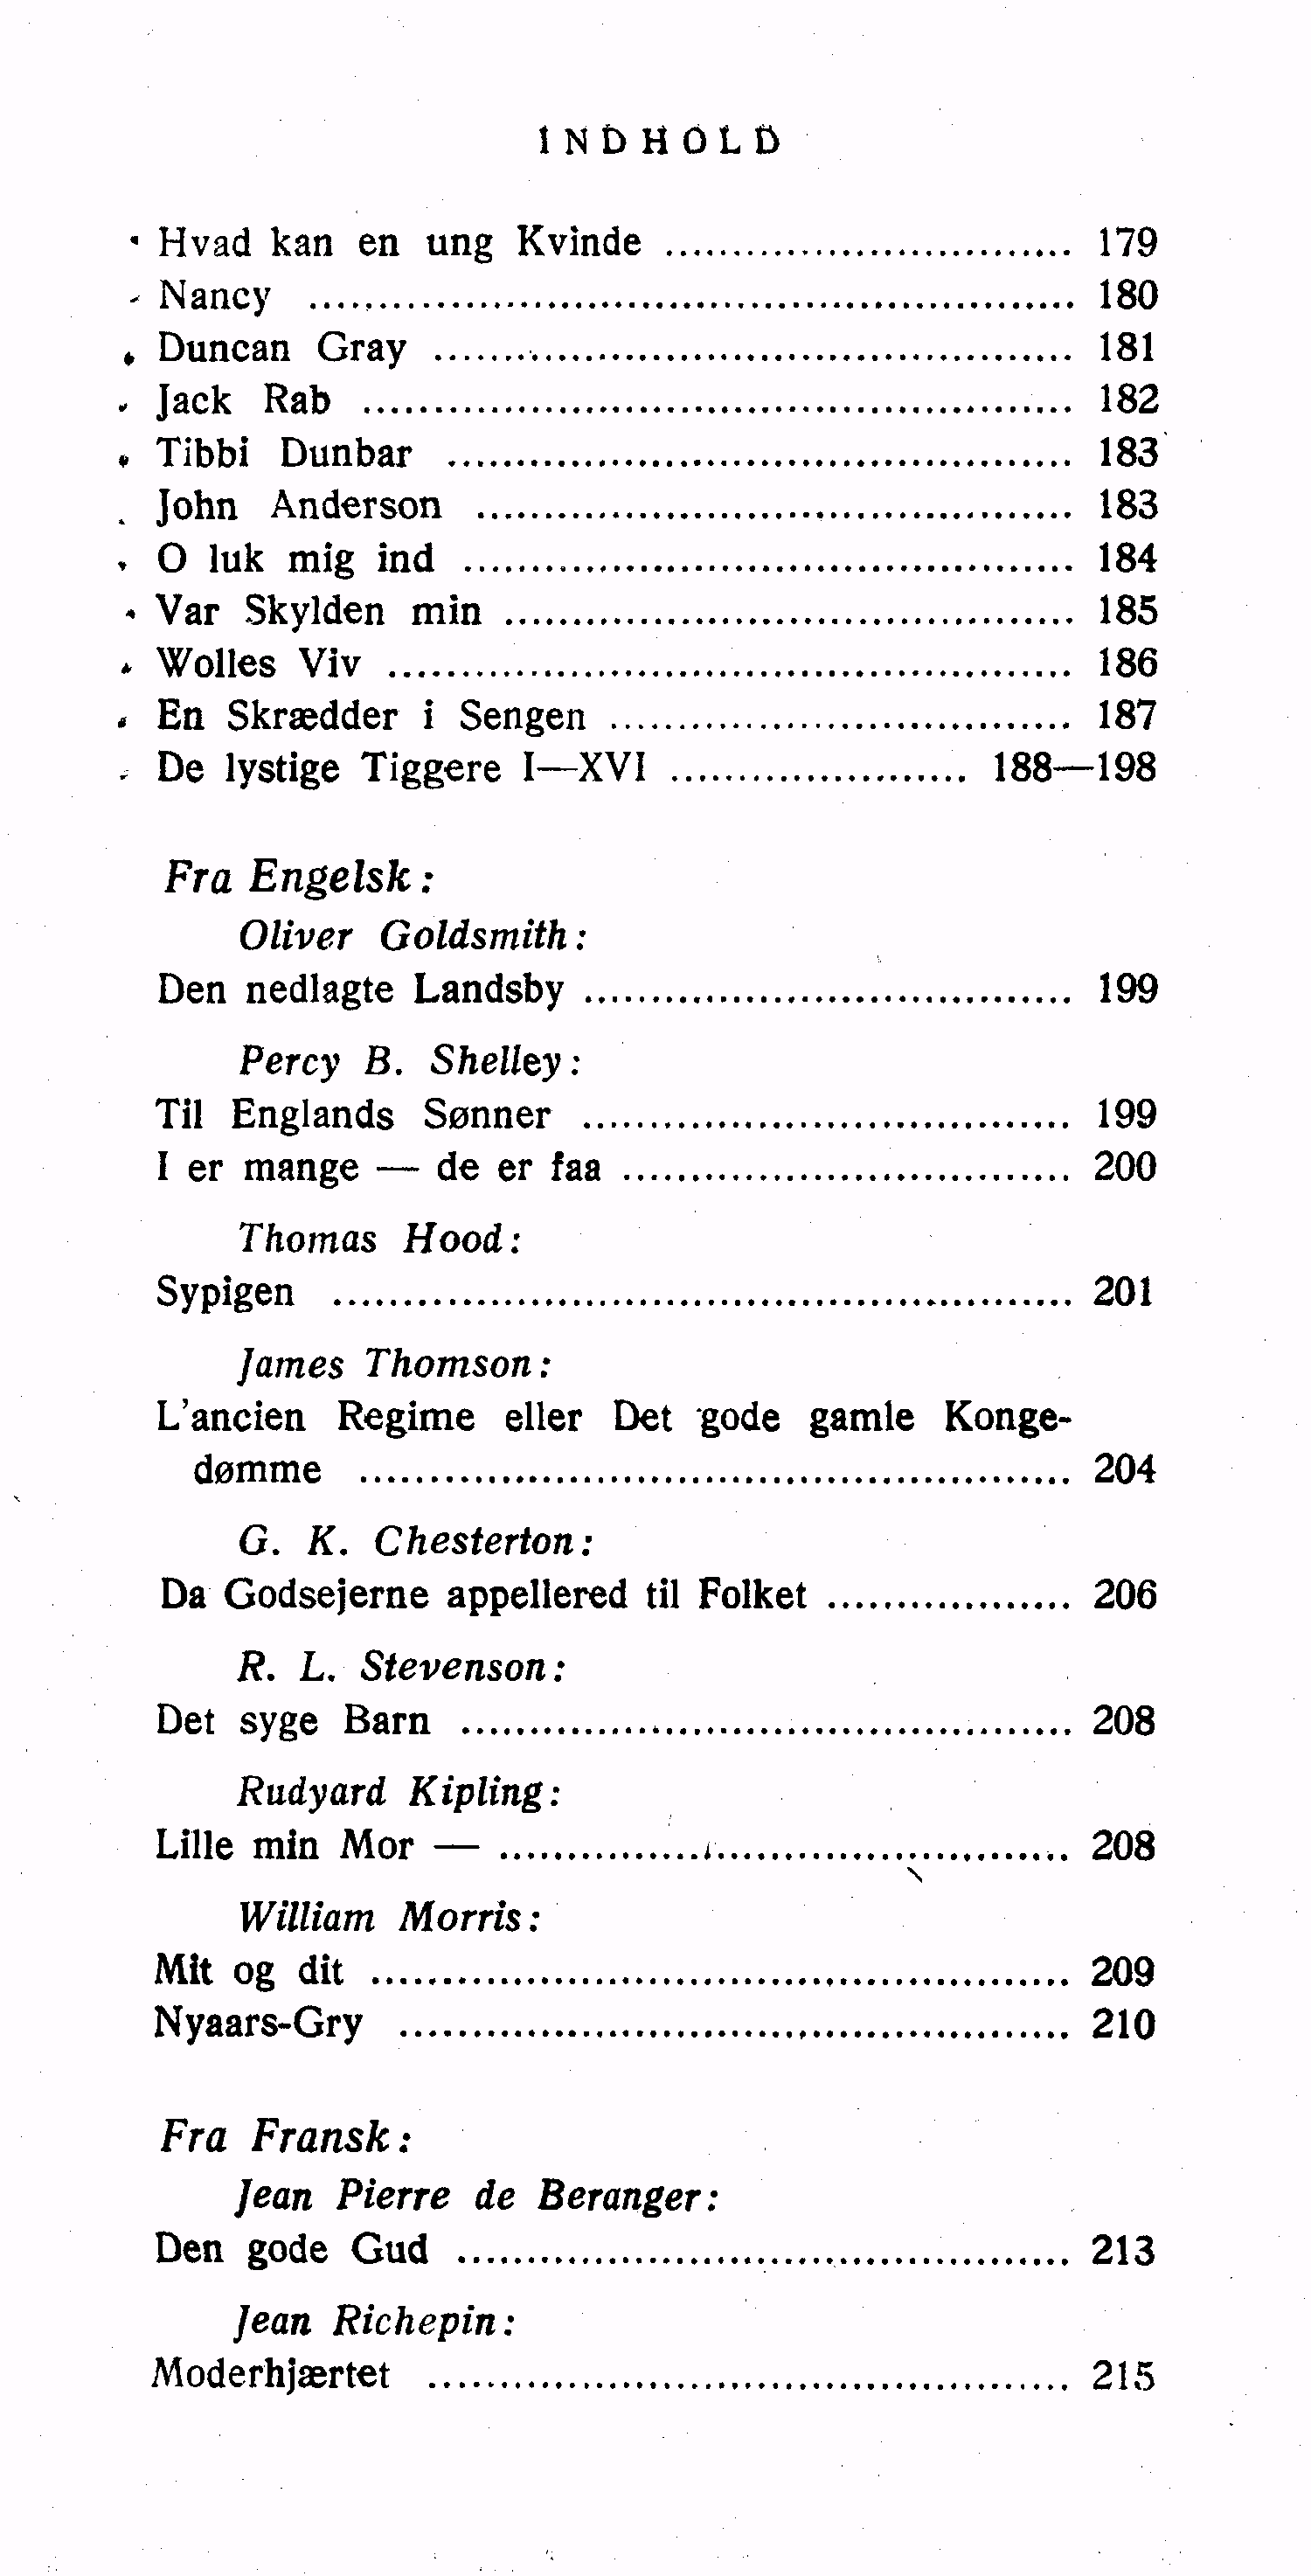 INDHOLD
Hvad kan en ung Kvinde .............................. 179
Nancy .............................. 180
Duncan Gray .............................. 181
Jack Rab .............................. 182
Tibbi Dunbar .............................. 183
John Anderson .............................. 183
O luk mig ind .............................. 184
Var Skylden min .............................. 185
Wolles Viv .............................. 186
En Skrædder i Sengen .............................. 187
De lystige Tiggere I—XVI ...................... 188—198
Fra Engelsk:
Oliver Goldsmith:
Den nedlagte Landsby .............................. 199
Percy B. Shelley:
Til Englands Sønner .............................. 199
I er mange — de er faa .............................. 200
Thomas Hood:
Sypigen .............................. 201
James Thomson:
L'ancien Regime eller Det gode gamle Konge-
dømme .............................. 204
G. K. Chesterton:
Da Godsejerne appellered til Folket .................. 206
R. L. Stevenson:
Det syge Barn .............................. 208
Rudyard Kipling:
Lille min Mor — .............................. 208
William Morris:
Mit og dit .............................. 209
Nyaars-Gry .............................. 210
Fra Fransk:
Jean Pierre de Beranger:
Den gode Gud .............................. 213
Jean Richepin:
Moderhjærtet .............................. 215